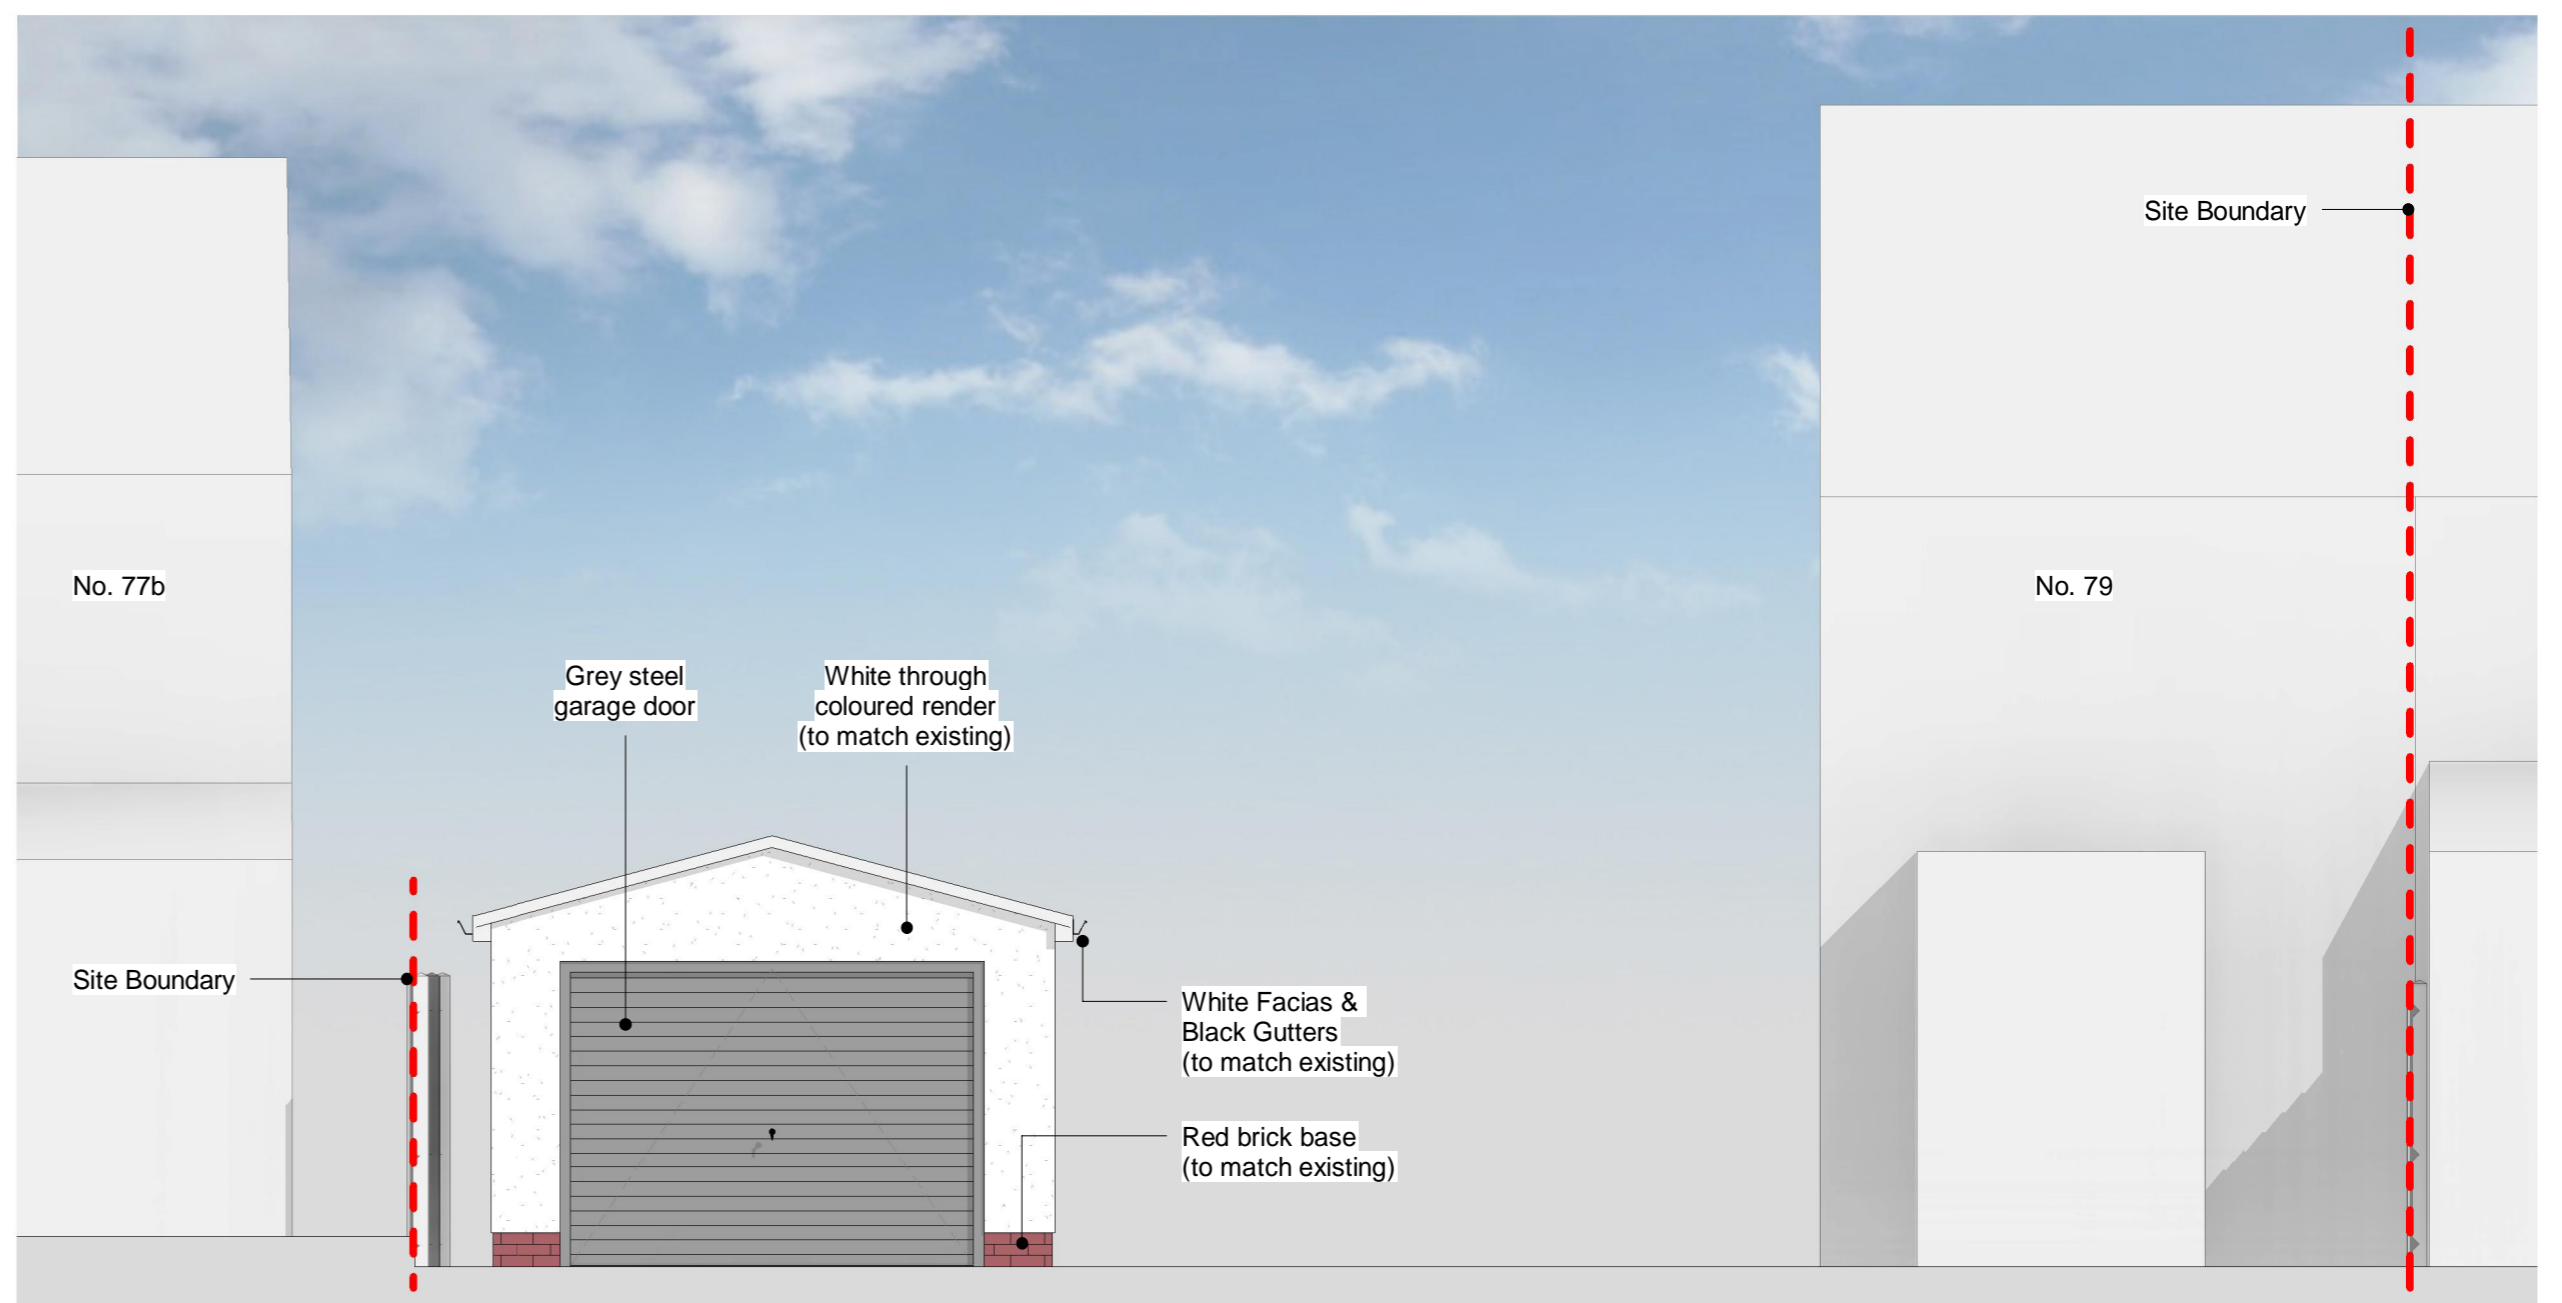 Site Boundary
No. 77b
No. 79
Grey steel
garage door
White through
coloured render
(to match existing)
Site Boundary
White Facias &
Black Gutters
(to match existing)
Red brick base
(to match existing)